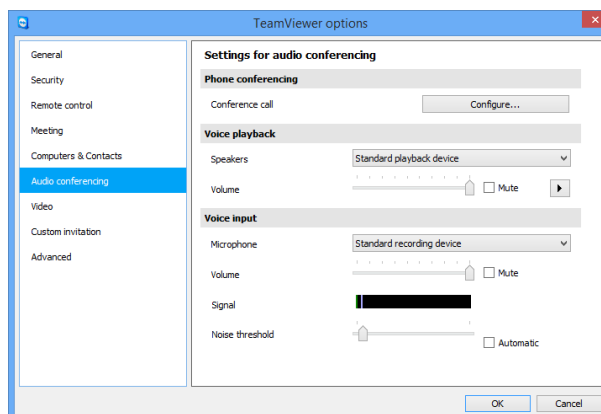 TeamViewer options
General
Security
Remote control
Meeting
Computers & Contacts
Audio conferencing
Video
Custom invitation
Advanced
Settings for audio conferencing
Phone conferencing
Conference call Configure...
Voice playback
Speakers Standard playback device
Volume Mute
Voice input
Microphone Standard recording device
Volume Mute
Signal
Noise threshold Automatic
OK Cancel